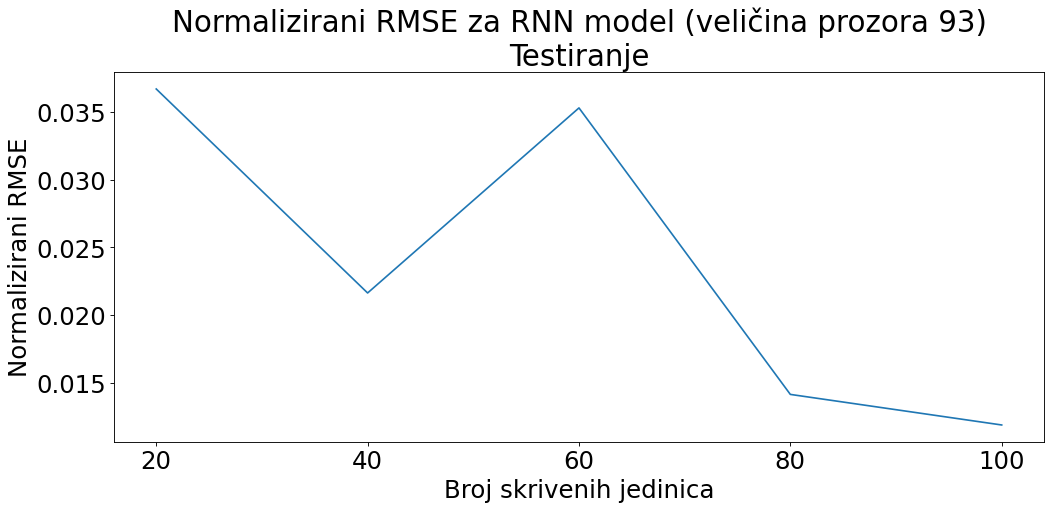 Normalizirani RMSE za RNN model (veličina prozora 93)
Testiranje
Normalizirani RMSE
0.035
0.030
0.025
0.020
0.015
20 40 60 80 100
Broj skrivenih jedinica